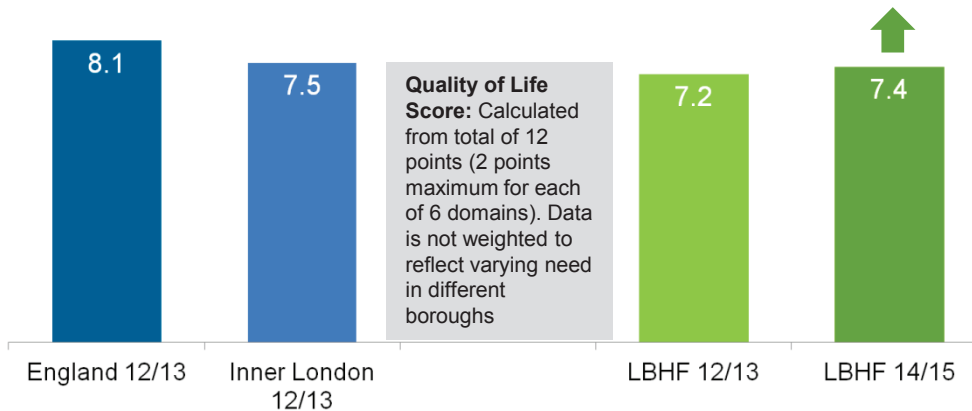 8.1
7.5
Quality of Life
Score: Calculated
from total of 12
points (2 points
maximum for each
of 6 domains). Data
is not weighted to
reflect varying need
in different
boroughs
7.2
7.4
England 12/13
Inner London
12/13
LBHF 12/13
LBHF 14/15